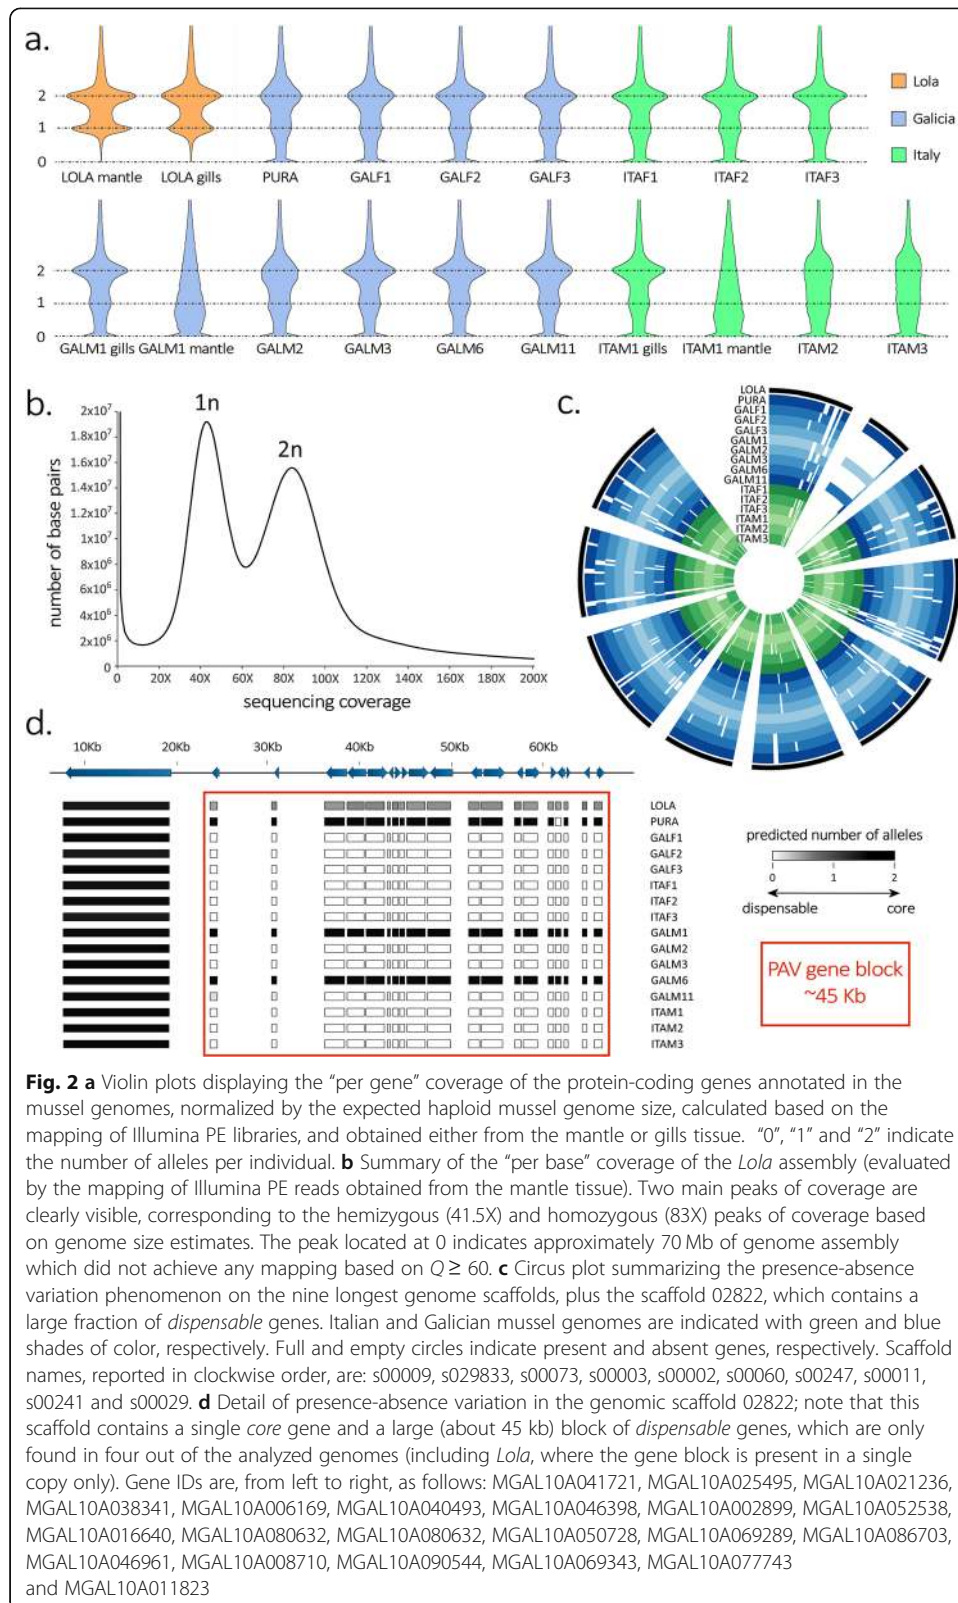 a.
2
1
0
LOLA mantle LOLA gills PURA GALF1 GALF2 GALF3 ITAF1 ITAF2 ITAF3
Lola
Galicia
Italy
2
1
0
GALM1 gills GALM1 mantle GALM2 GALM3 GALM6 GALM11 ITAM1 gills ITAM1 mantle ITAM2 ITAM3
b.
1n
2n
number of base pairs
2x10⁷
1.8x10⁷
1.6x10⁷
1.4x10⁷
1.2x10⁷
1x10⁷
8x10⁶
6x10⁶
4x10⁶
2x10⁶
0
0 20X 40X 60X 80X 100X 120X 140X 160X 180X 200X
sequencing coverage
c.
LOLA
PURA
GALF1
GALF2
GALF3
GALM1
GALM2
GALM3
GALM6
GALM11
ITAF1
ITAF2
ITAF3
ITAM1
ITAM2
ITAM3
d.
10Kb 20Kb 30Kb 40Kb 50Kb 60Kb
LOLA
PURA
GALF1
GALF2
GALF3
ITAF1
ITAF2
ITAF3
GALM1
GALM2
GALM3
GALM6
GALM11
ITAM1
ITAM2
ITAM3
predicted number of alleles
0 1 2
dispensable core
PAV gene block
~45 Kb
Fig. 2 a Violin plots displaying the “per gene” coverage of the protein-coding genes annotated in the
mussel genomes, normalized by the expected haploid mussel genome size, calculated based on the
mapping of Illumina PE libraries, and obtained either from the mantle or gills tissue. “0”, “1” and “2” indicate
the number of alleles per individual. b Summary of the “per base” coverage of the Lola assembly (evaluated
by the mapping of Illumina PE reads obtained from the mantle tissue). Two main peaks of coverage are
clearly visible, corresponding to the hemizygous (41.5X) and homozygous (83X) peaks of coverage based
on genome size estimates. The peak located at 0 indicates approximately 70 Mb of genome assembly
which did not achieve any mapping based on Q ≥ 60. c Circus plot summarizing the presence-absence
variation phenomenon on the nine longest genome scaffolds, plus the scaffold 02822, which contains a
large fraction of dispensable genes. Italian and Galician mussel genomes are indicated with green and blue
shades of color, respectively. Full and empty circles indicate present and absent genes, respectively. Scaffold
names, reported in clockwise order, are: s00009, s029833, s00073, s00003, s00002, s00060, s00247, s00011,
s00241 and s00029. d Detail of presence-absence variation in the genomic scaffold 02822; note that this
scaffold contains a single core gene and a large (about 45 kb) block of dispensable genes, which are only
found in four out of the analyzed genomes (including Lola, where the gene block is present in a single
copy only). Gene IDs are, from left to right, as follows: MGAL10A041721, MGAL10A025495, MGAL10A021236,
MGAL10A038341, MGAL10A006169, MGAL10A040493, MGAL10A046398, MGAL10A002899, MGAL10A052538,
MGAL10A016640, MGAL10A080632, MGAL10A080632, MGAL10A050728, MGAL10A069289, MGAL10A086703,
MGAL10A046961, MGAL10A008710, MGAL10A090544, MGAL10A069343, MGAL10A077743
and MGAL10A011823